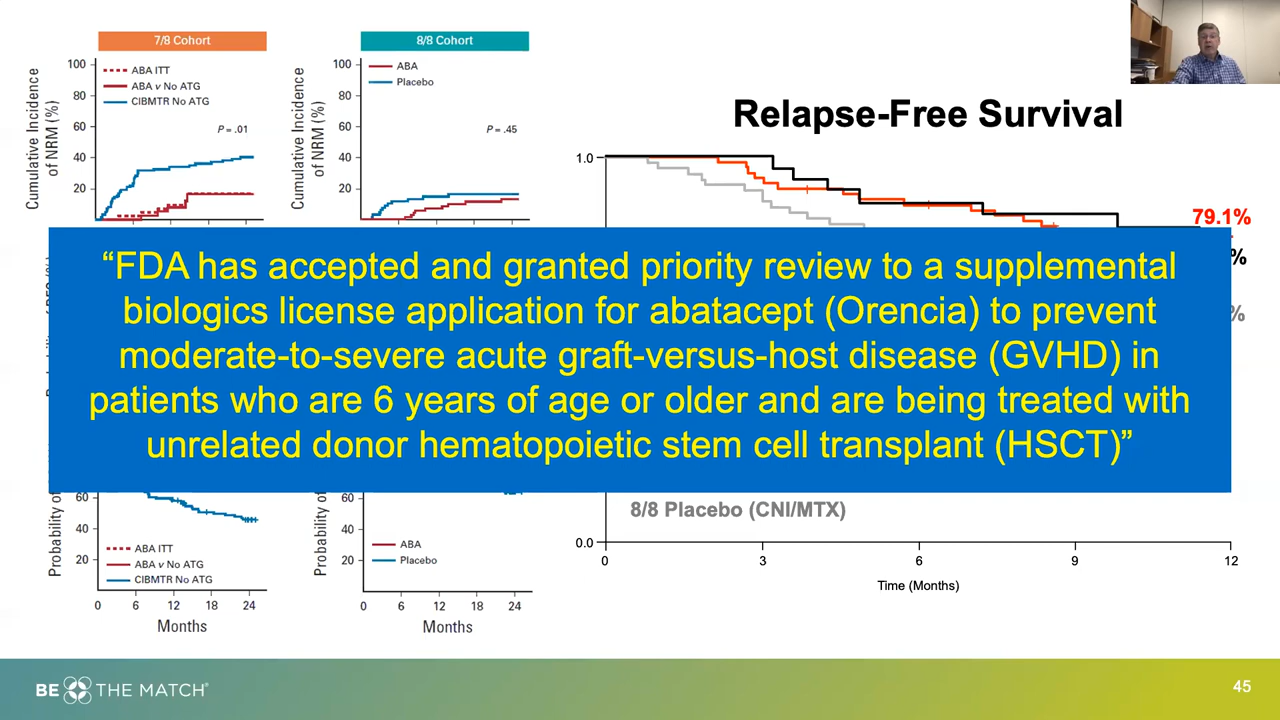 7/8 Cohort
8/8 Cohort
Cumulative Incidence
of NRM (%)
100
80
60
40
20
ABA ITT
ABA v No ATG
CIBMTR No ATG
P = .01
Cumulative Incidence
of NRM (%)
100
80
60
40
20
ABA
Placebo
P = .45
Relapse-Free Survival
1.0
79.1%
%
%
“FDA has accepted and granted priority review to a supplemental
biologics license application for abatacept (Orencia) to prevent
moderate-to-severe acute graft-versus-host disease (GVHD) in
patients who are 6 years of age or older and are being treated with
unrelated donor hematopoietic stem cell transplant (HSCT)”
Probability of
60
40
20
ABA ITT
ABA v No ATG
CIBMTR No ATG
0 6 12 18 24
Months
Probability of
60
40
20
ABA
Placebo
0 6 12 18 24
Months
8/8 Placebo (CNI/MTX)
0.0
0 3 6 9 12
Time (Months)
BE THE MATCH®
45